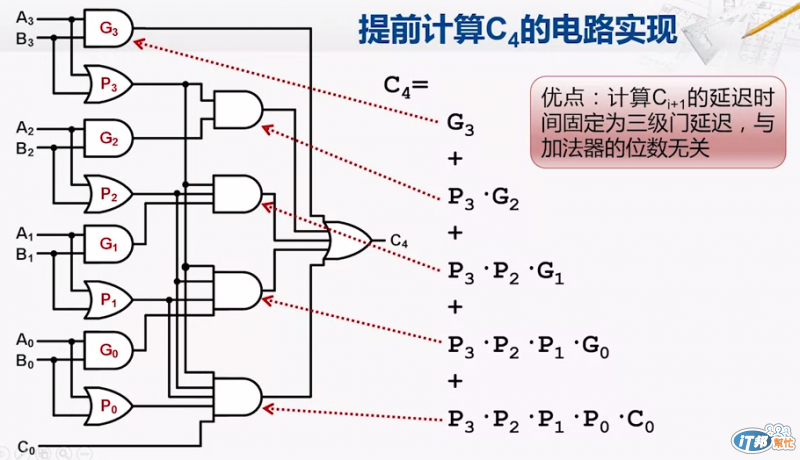 提前计算C₄的电路实现
A₃
B₃
G₃
P₃
A₂
B₂
G₂
P₂
A₁
B₁
G₁
P₁
A₀
B₀
G₀
P₀
C₀
C₄
C₄=
G₃
+
P₃·G₂
+
P₃·P₂·G₁
+
P₃·P₂·P₁·G₀
+
P₃·P₂·P₁·P₀·C₀
优点：计算Cᵢ₊₁的延迟时
间固定为三级门延迟，与
加法器的位数无关
iT邦
幫忙